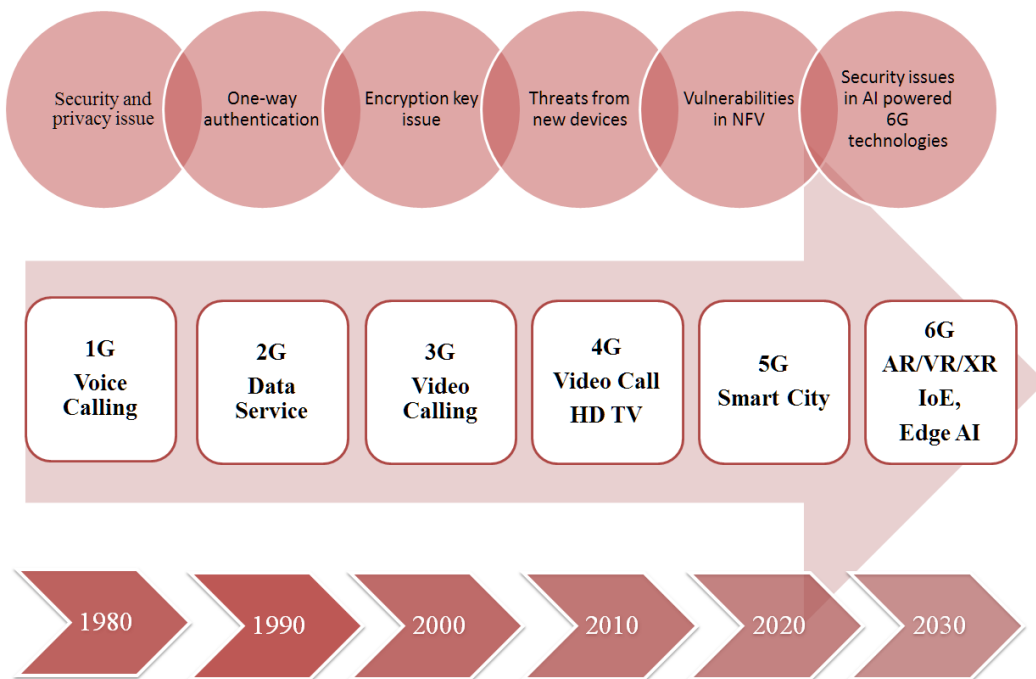 Security and
privacy issue
One-way
authentication
Encryption key
issue
Threats from
new devices
Vulnerabilities
in NFV
Security issues
in AI powered
6G
technologies
1G
Voice
Calling
2G
Data
Service
3G
Video
Calling
4G
Video Call
HD TV
5G
Smart City
6G
AR/VR/XR
IoE,
Edge AI
1980
1990
2000
2010
2020
2030